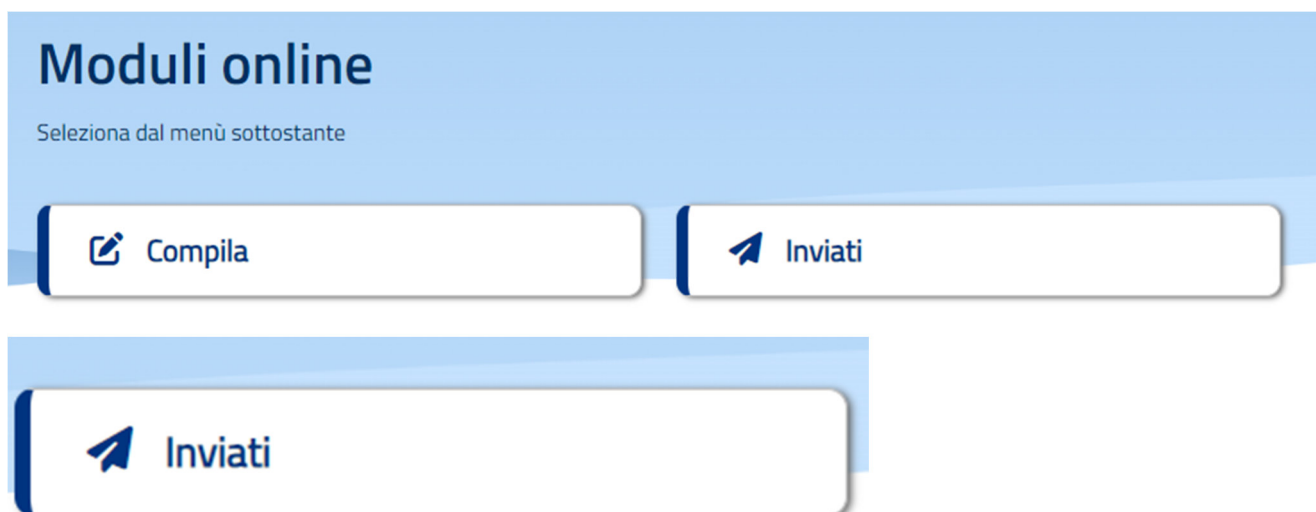 Moduli online
Seleziona dal menù sottostante
Compila
Inviati
Inviati